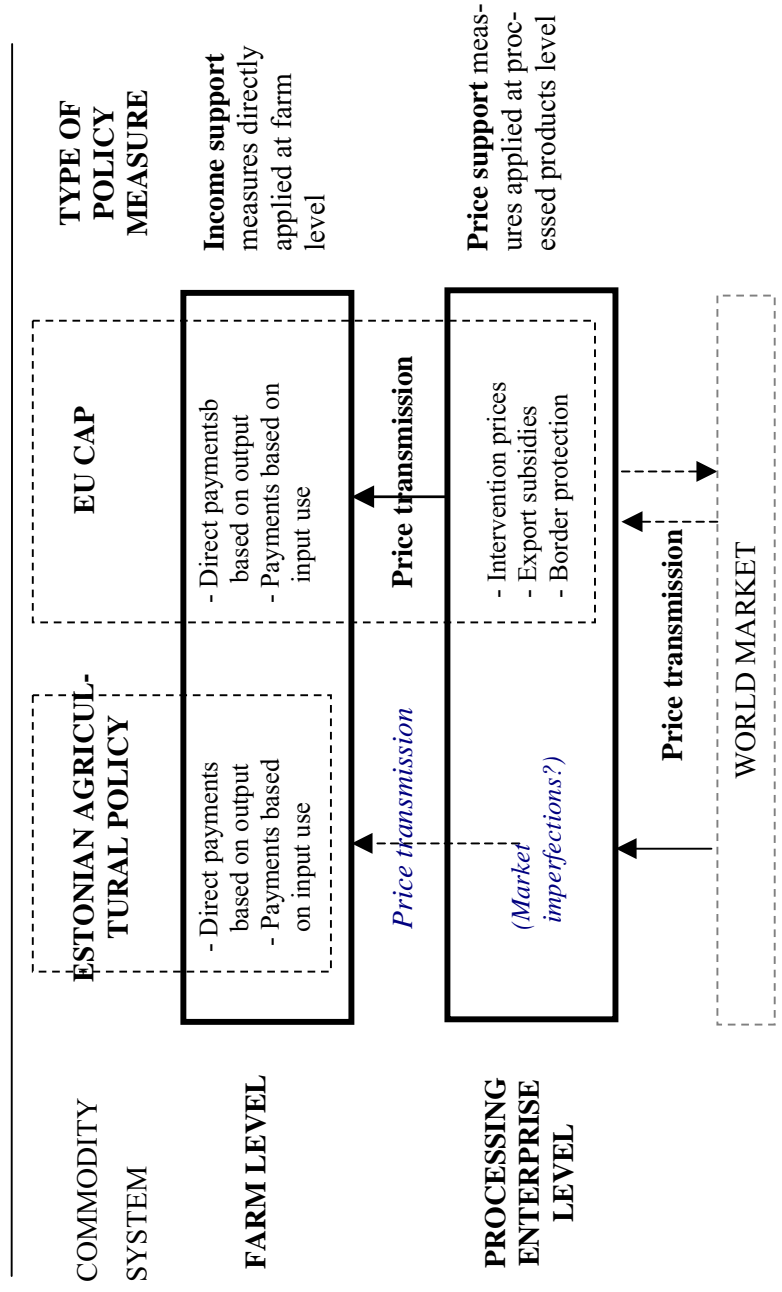 COMMODITY
SYSTEM
ESTONIAN AGRICUL-
TURAL POLICY
EU CAP
TYPE OF
POLICY
MEASURE
FARM LEVEL
- Direct payments
based on output
- Payments based
on input use
- Direct paymentsb
based on output
- Payments based on
input use
Income support
measures directly
applied at farm
level
Price transmission
Price transmission
PROCESSING
ENTERPRISE
LEVEL
(Market
imperfections?)
- Intervention prices
- Export subsidies
- Border protection
Price support meas-
ures applied at proc-
essed products level
Price transmission
WORLD MARKET